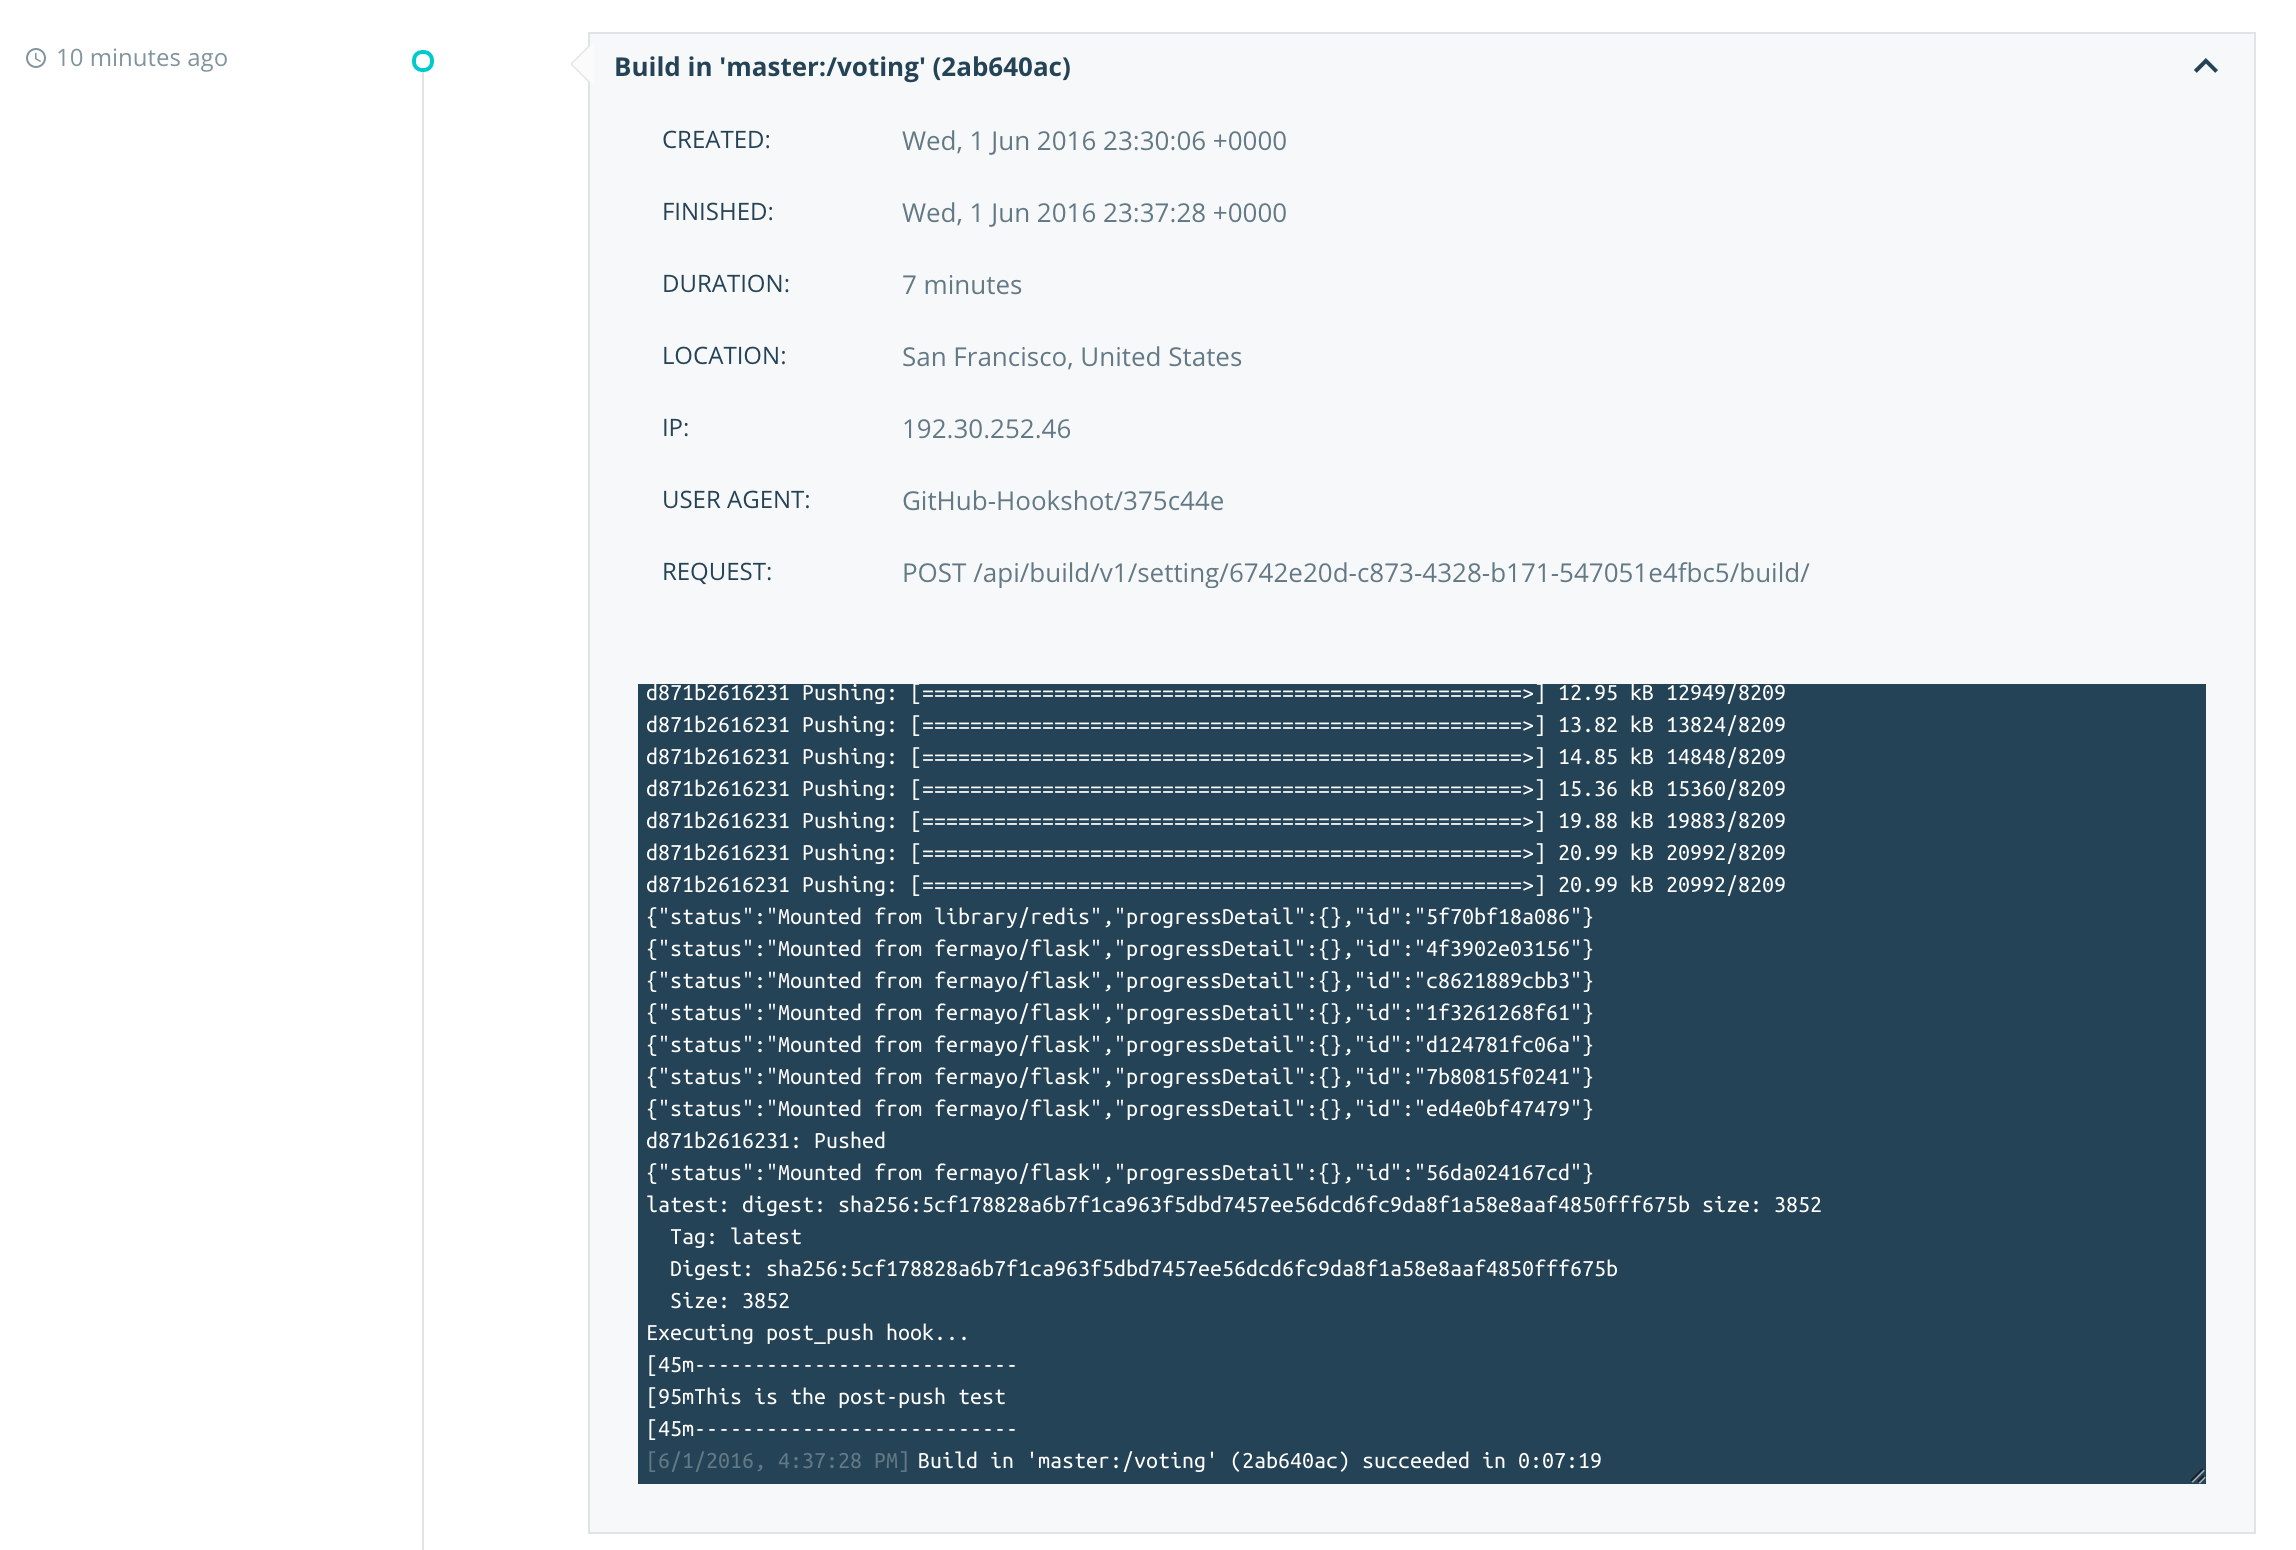 10 minutes ago
Build in 'master:/voting' (2ab640ac)
CREATED: Wed, 1 Jun 2016 23:30:06 +0000
FINISHED: Wed, 1 Jun 2016 23:37:28 +0000
DURATION: 7 minutes
LOCATION: San Francisco, United States
IP: 192.30.252.46
USER AGENT: GitHub-Hookshot/375c44e
REQUEST: POST /api/build/v1/setting/6742e20d-c873-4328-b171-547051e4fbc5/build/
d871b2616231 Pushing: [==================================================>] 12.95 kB 12949/8209
d871b2616231 Pushing: [==================================================>] 13.82 kB 13824/8209
d871b2616231 Pushing: [==================================================>] 14.85 kB 14848/8209
d871b2616231 Pushing: [==================================================>] 15.36 kB 15360/8209
d871b2616231 Pushing: [==================================================>] 19.88 kB 19883/8209
d871b2616231 Pushing: [==================================================>] 20.99 kB 20992/8209
d871b2616231 Pushing: [==================================================>] 20.99 kB 20992/8209
{"status":"Mounted from library/redis","progressDetail":{},"id":"5f70bf18a086"}
{"status":"Mounted from fermayo/flask","progressDetail":{},"id":"4f3902e03156"}
{"status":"Mounted from fermayo/flask","progressDetail":{},"id":"c8621889cbb3"}
{"status":"Mounted from fermayo/flask","progressDetail":{},"id":"1f3261268f61"}
{"status":"Mounted from fermayo/flask","progressDetail":{},"id":"d124781fc06a"}
{"status":"Mounted from fermayo/flask","progressDetail":{},"id":"7b80815f0241"}
{"status":"Mounted from fermayo/flask","progressDetail":{},"id":"ed4e0bf47479"}
d871b2616231: Pushed
{"status":"Mounted from fermayo/flask","progressDetail":{},"id":"56da024167cd"}
latest: digest: sha256:5cf178828a6b7f1ca963f5dbd7457ee56dcd6fc9da8f1a58e8aaf4850fff675b size: 3852
Tag: latest
Digest: sha256:5cf178828a6b7f1ca963f5dbd7457ee56dcd6fc9da8f1a58e8aaf4850fff675b
Size: 3852
Executing post_push hook...
[45m---------------------------
[95mThis is the post-push test
[45m---------------------------
[6/1/2016, 4:37:28 PM] Build in 'master:/voting' (2ab640ac) succeeded in 0:07:19